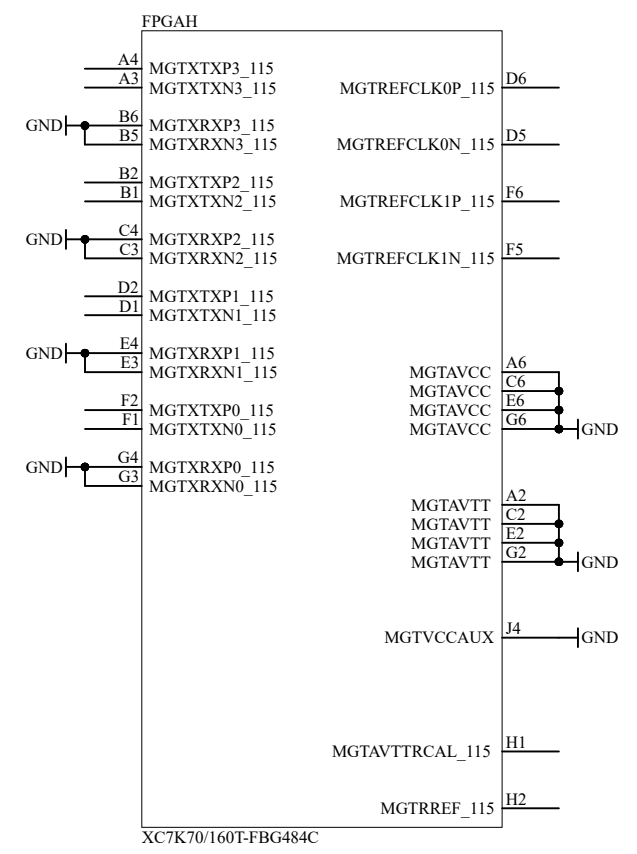 FPGAH
A4 MGTXTXP3_115
A3 MGTXTXN3_115
GND B6 MGTXRXP3_115
B5 MGTXRXN3_115
B2 MGTXTXP2_115
B1 MGTXTXN2_115
GND C4 MGTXRXP2_115
C3 MGTXRXN2_115
D2 MGTXTXP1_115
D1 MGTXTXN1_115
GND E4 MGTXRXP1_115
E3 MGTXRXN1_115
F2 MGTXTXP0_115
F1 MGTXTXN0_115
GND G4 MGTXRXP0_115
G3 MGTXRXN0_115
MGTREFCLK0P_115 D6
MGTREFCLK0N_115 D5
MGTREFCLK1P_115 F6
MGTREFCLK1N_115 F5
MGTAVCC A6
MGTAVCC C6
MGTAVCC E6
MGTAVCC G6 GND
MGTAVTT A2
MGTAVTT C2
MGTAVTT E2
MGTAVTT G2 GND
MGTVCCAUX J4 GND
MGTAVTTRCAL_115 H1
MGTRREF_115 H2
XC7K70/160T-FBG484C